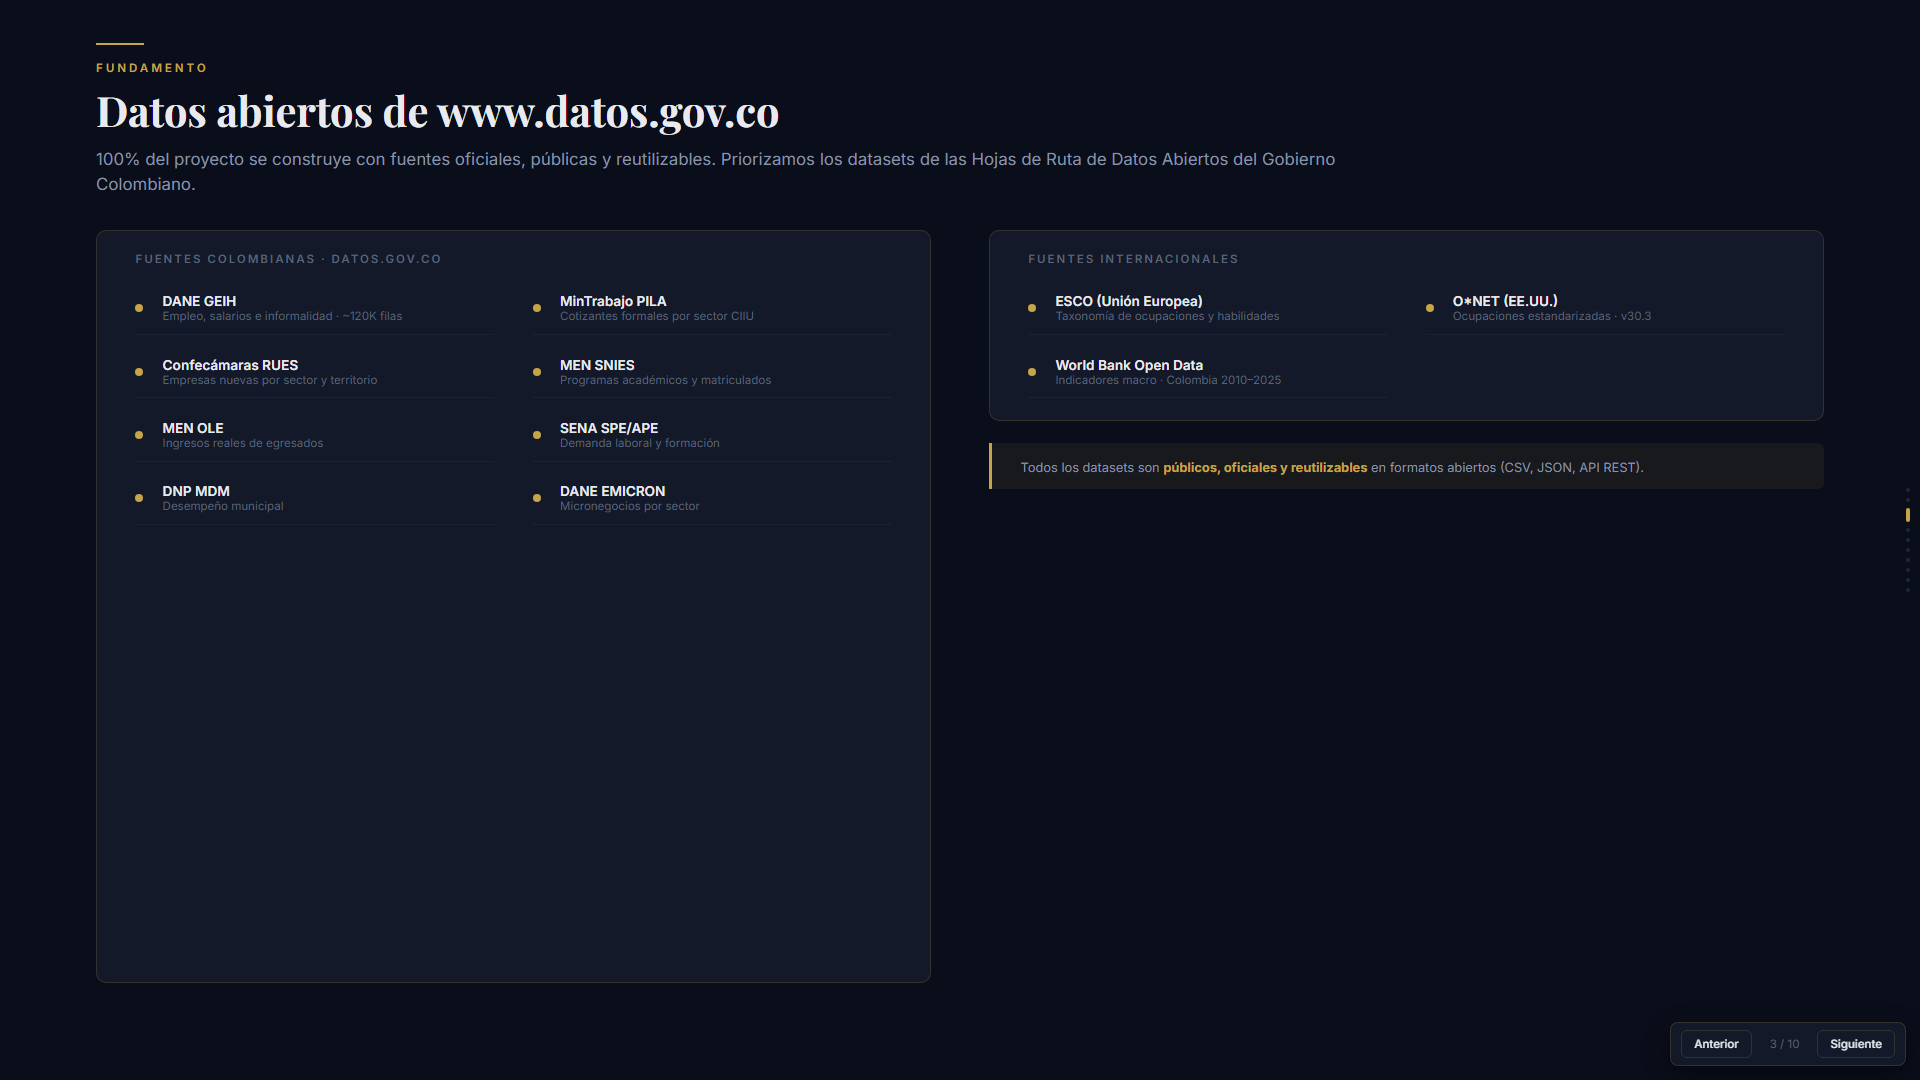 FUNDAMENTO
Datos abiertos de www.datos.gov.co
100% del proyecto se construye con fuentes oficiales, públicas y reutilizables. Priorizamos los datasets de las Hojas de Ruta de Datos Abiertos del Gobierno
Colombiano.
FUENTES COLOMBIANAS · DATOS.GOV.CO
DANE GEIH
Empleo, salarios e informalidad · ~120K filas
MinTrabajo PILA
Cotizantes formales por sector CIIU
Confecámaras RUES
Empresas nuevas por sector y territorio
MEN SNIES
Programas académicos y matriculados
MEN OLE
Ingresos reales de egresados
SENA SPE/APE
Demanda laboral y formación
DNP MDM
Desempeño municipal
DANE EMICRON
Micronegocios por sector
FUENTES INTERNACIONALES
ESCO (Unión Europea)
Taxonomía de ocupaciones y habilidades
O*NET (EE.UU.)
Ocupaciones estandarizadas · v30.3
World Bank Open Data
Indicadores macro · Colombia 2010–2025
Todos los datasets son públicos, oficiales y reutilizables en formatos abiertos (CSV, JSON, API REST).
Anterior 3 / 10 Siguiente